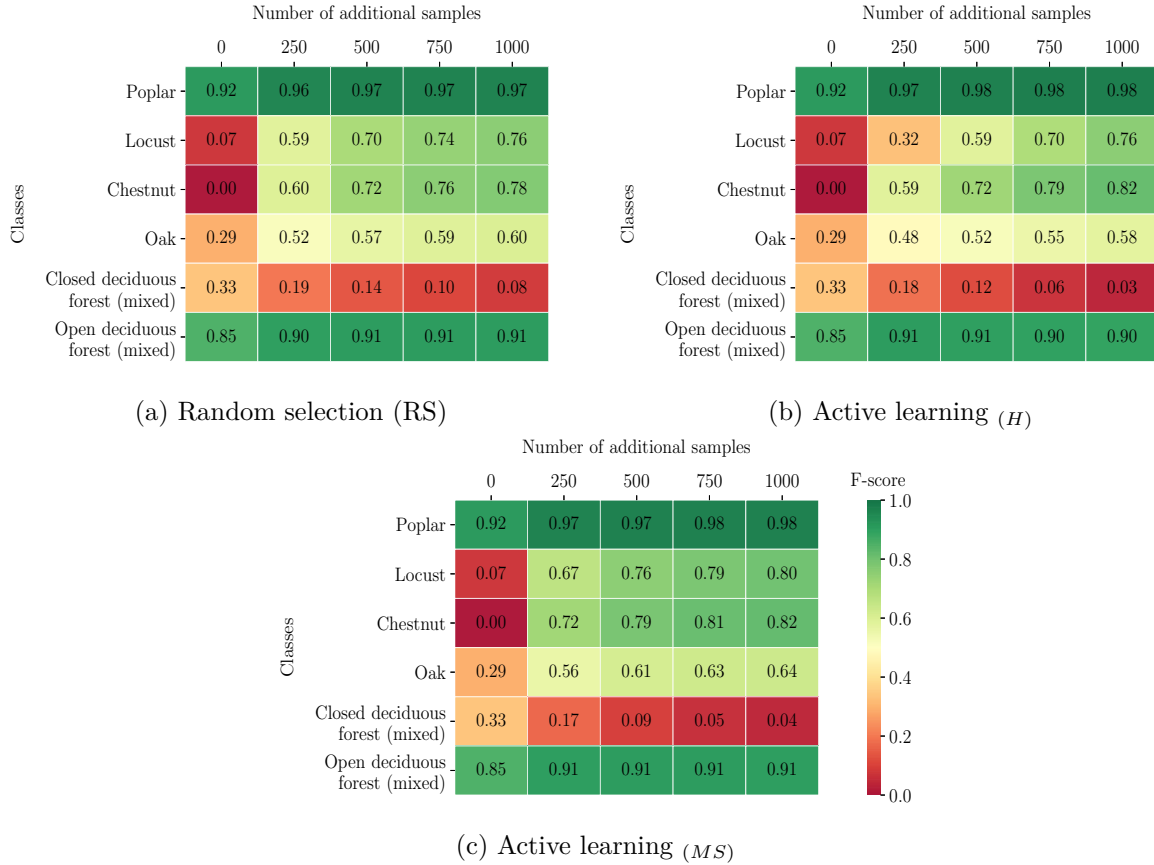 Number of additional samples
0 250 500 750 1000
Classes
Poplar 0.92 0.96 0.97 0.97 0.97
Locust 0.07 0.59 0.70 0.74 0.76
Chestnut 0.00 0.60 0.72 0.76 0.78
Oak 0.29 0.52 0.57 0.59 0.60
Closed deciduous
forest (mixed) 0.33 0.19 0.14 0.10 0.08
Open deciduous
forest (mixed) 0.85 0.90 0.91 0.91 0.91
(a) Random selection (RS)
Number of additional samples
0 250 500 750 1000
Classes
Poplar 0.92 0.97 0.98 0.98 0.98
Locust 0.07 0.32 0.59 0.70 0.76
Chestnut 0.00 0.59 0.72 0.79 0.82
Oak 0.29 0.48 0.52 0.55 0.58
Closed deciduous
forest (mixed) 0.33 0.18 0.12 0.06 0.03
Open deciduous
forest (mixed) 0.85 0.91 0.91 0.90 0.90
(b) Active learning (H)
Number of additional samples
0 250 500 750 1000
Classes
Poplar 0.92 0.97 0.97 0.98 0.98
Locust 0.07 0.67 0.76 0.79 0.80
Chestnut 0.00 0.72 0.79 0.81 0.82
Oak 0.29 0.56 0.61 0.63 0.64
Closed deciduous
forest (mixed) 0.33 0.17 0.09 0.05 0.04
Open deciduous
forest (mixed) 0.85 0.91 0.91 0.91 0.91
F-score
1.0
0.8
0.6
0.4
0.2
0.0
(c) Active learning (MS)